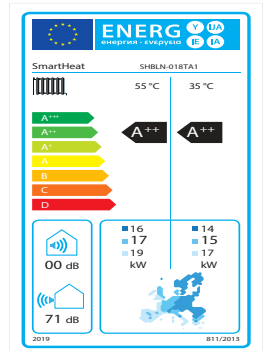 ENERG Y IJA
енергия · ενεργεια IE IA
SmartHeat SHBLN-018TA1
55 °C 35 °C
A+++
A++
A+
A
B
C
D
A++ A++
00 dB
71 dB
16 14
17 15
19 17
kW kW
2019 811/2013